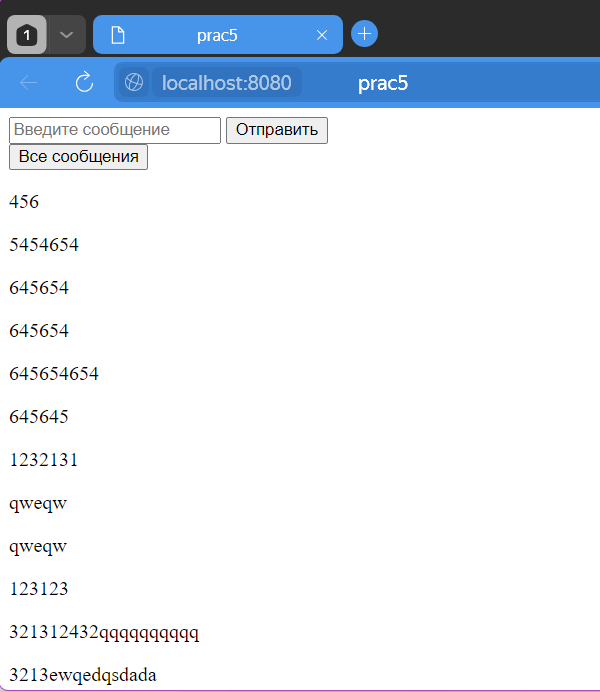 1
prac5
localhost:8080 prac5
Введите сообщение Отправить
Все сообщения
456
5454654
645654
645654
645654654
645645
1232131
qweqw
qweqw
123123
321312432qqqqqqqqqq
3213ewqedqsdada